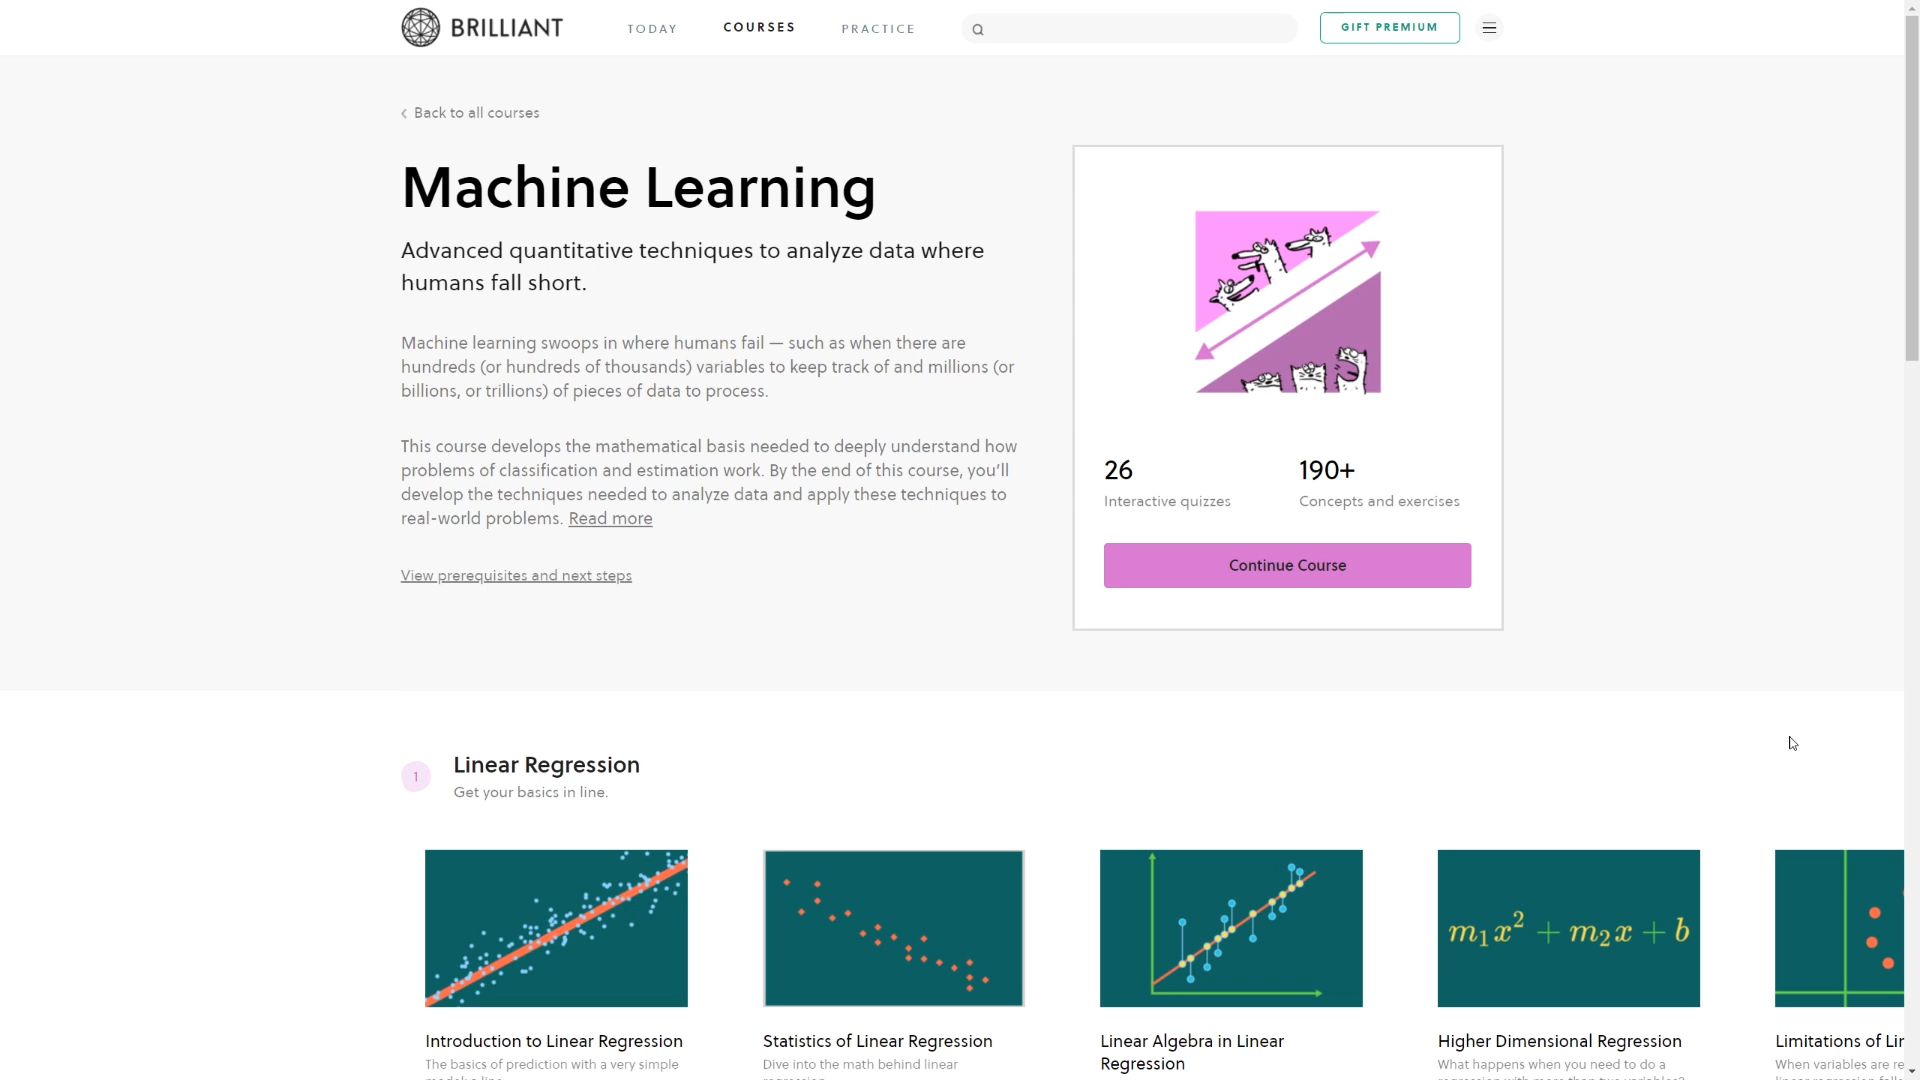 BRILLIANT
TODAY
COURSES
PRACTICE
GIFT PREMIUM
Back to all courses
Machine Learning
Advanced quantitative techniques to analyze data where
humans fall short.
Machine learning swoops in where humans fail — such as when there are
hundreds (or hundreds of thousands) variables to keep track of and millions (or
billions, or trillions) of pieces of data to process.
This course develops the mathematical basis needed to deeply understand how
problems of classification and estimation work. By the end of this course, you'll
develop the techniques needed to analyze data and apply these techniques to
real-world problems. Read more
View prerequisites and next steps
26
Interactive quizzes
190+
Concepts and exercises
Continue Course
1
Linear Regression
Get your basics in line.
m₁x² + m₂x + b
Introduction to Linear Regression
The basics of prediction with a very simple
Statistics of Linear Regression
Dive into the math behind linear
Linear Algebra in Linear
Regression
Higher Dimensional Regression
What happens when you need to do a
Limitations of
When variables are